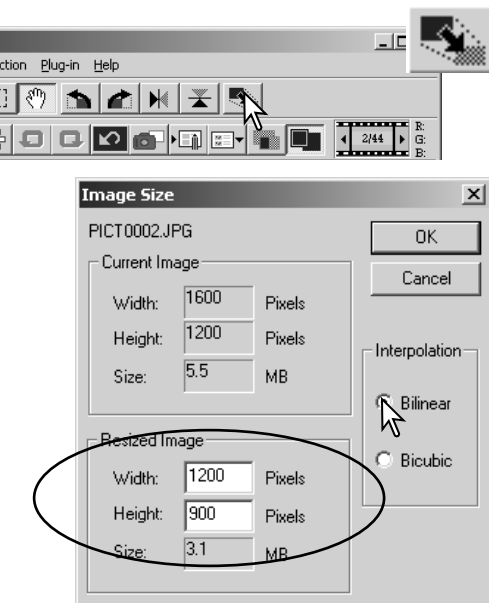 Plug-in Help
2/44
R:
G:
B:
Image Size
PICT0002.JPG
OK
Cancel
Current Image
Width: 1600 Pixels
Height: 1200 Pixels
Size: 5.5 MB
Interpolation
Bilinear
Bicubic
Resized Image
Width: 1200 Pixels
Height: 900 Pixels
Size: 3.1 MB